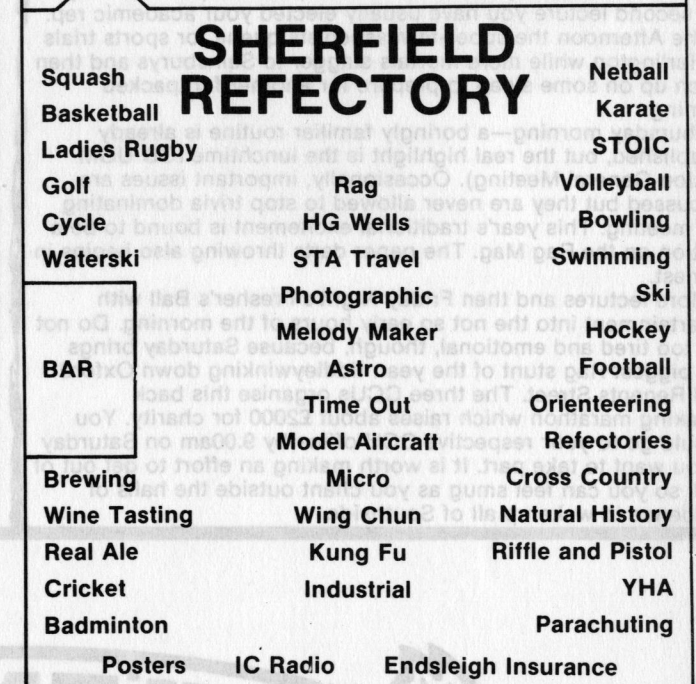 SHERFIELD
REFECTORY
Squash
Basketball
Ladies Rugby
Golf
Cycle
Waterski
BAR
Brewing
Wine Tasting
Real Ale
Cricket
Badminton
Rag
HG Wells
STA Travel
Photographic
Melody Maker
Astro
Time Out
Model Aircraft
Micro
Wing Chun
Kung Fu
Industrial
Netball
Karate
STOIC
Volleyball
Bowling
Swimming
Ski
Hockey
Football
Orienteering
Refectories
Cross Country
Natural History
Riffle and Pistol
YHA
Parachuting
Posters IC Radio Endsleigh Insurance